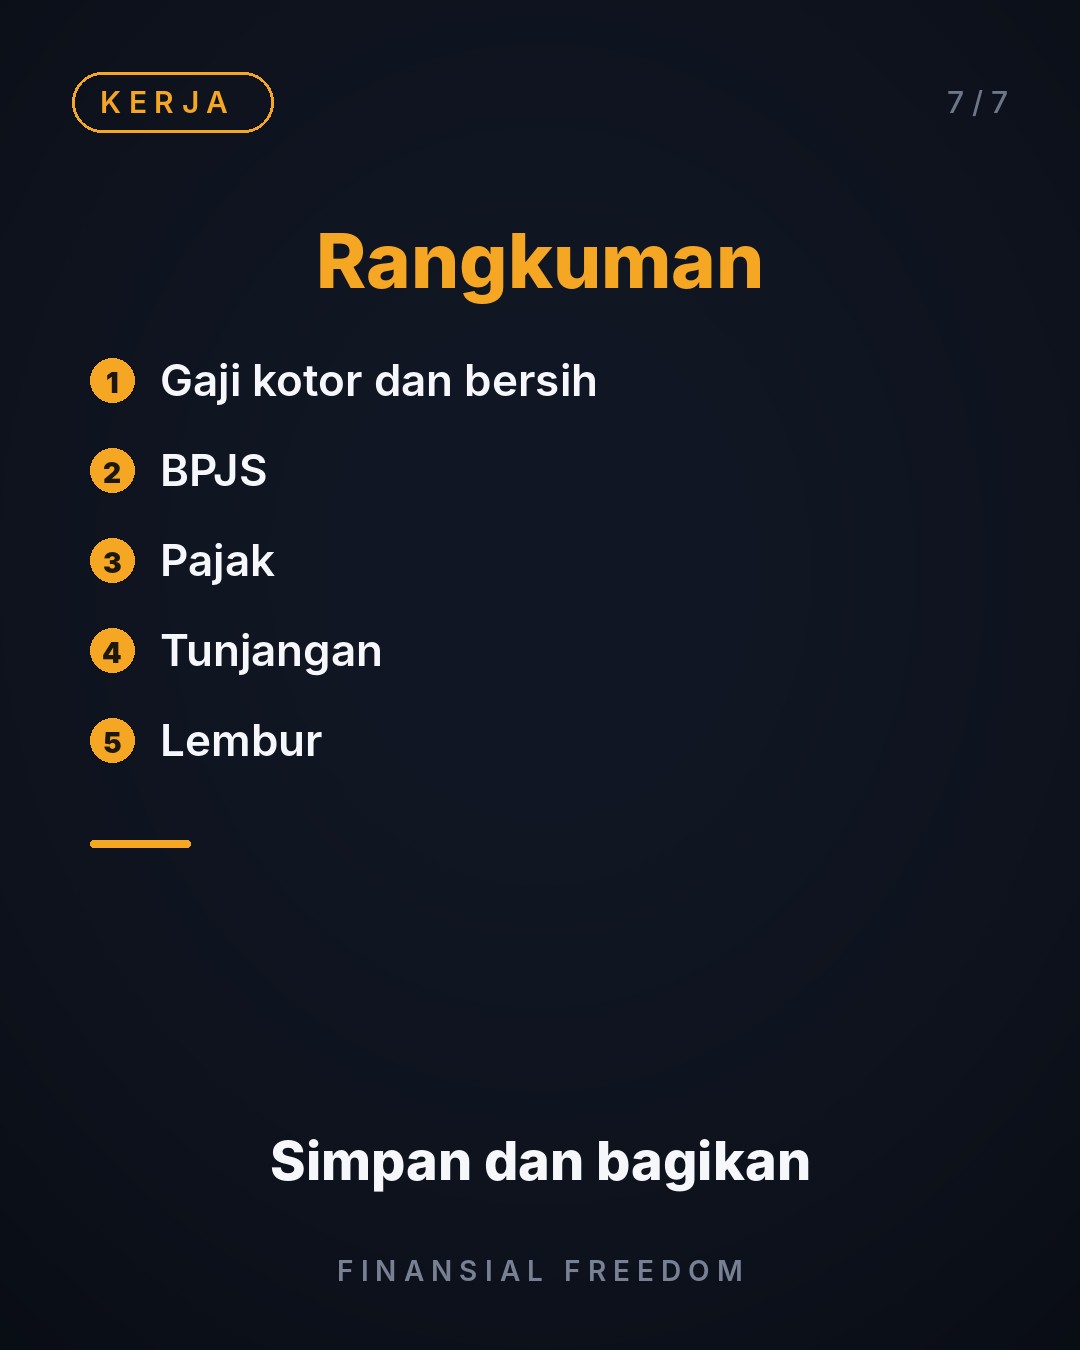 KERJA
7/7
Rangkuman
1 Gaji kotor dan bersih
2 BPJS
3 Pajak
4 Tunjangan
5 Lembur
Simpan dan bagikan
FINANSIAL FREEDOM